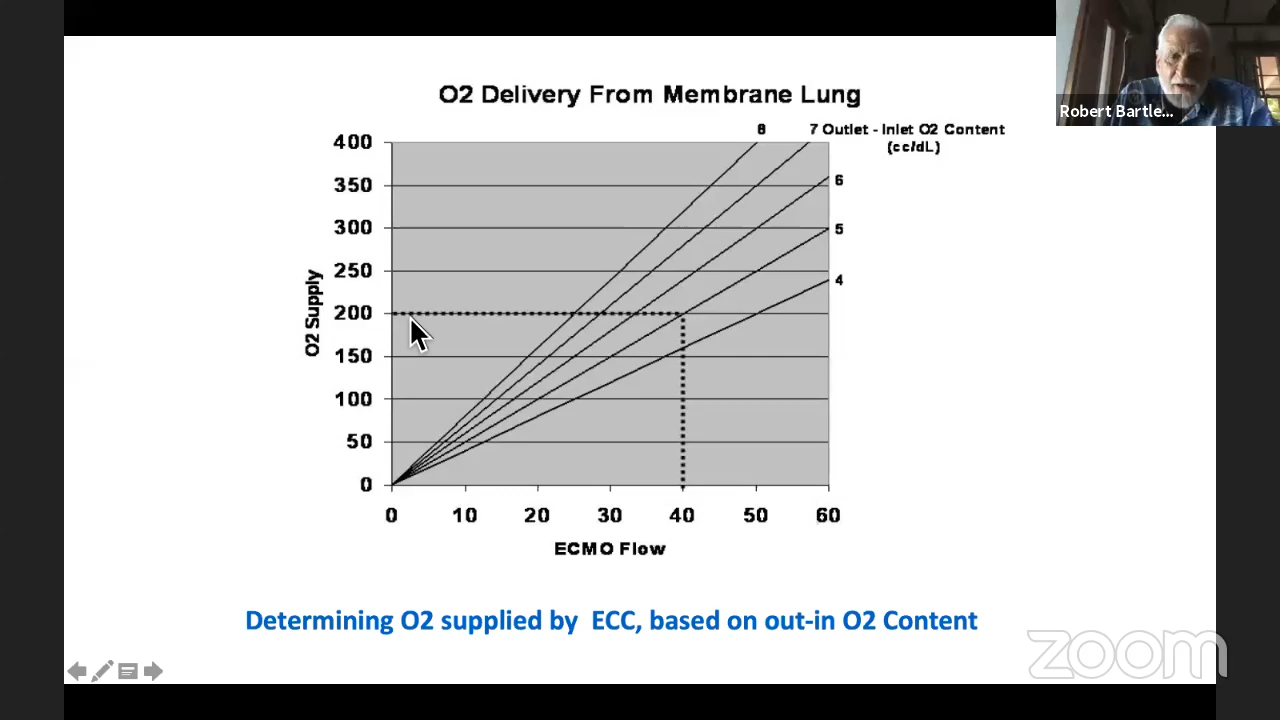 Robert Bartle...
O2 Delivery From Membrane Lung
8
7 Outlet - Inlet O2 Content
(cc/dL)
400
350
300
250
200
150
100
50
0
O2 Supply
6
5
4
0 10 20 30 40 50 60
ECMO Flow
Determining O2 supplied by ECC, based on out-in O2 Content
zoom